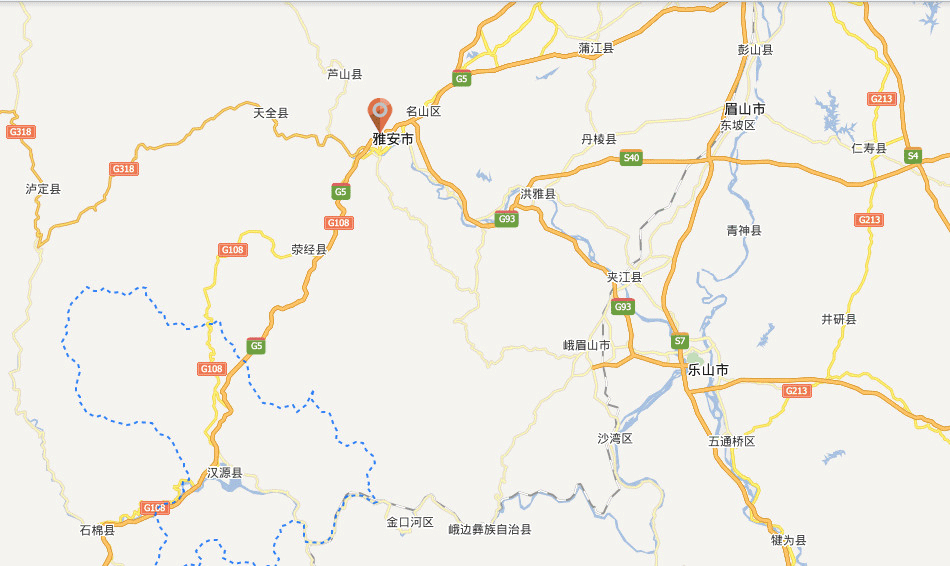 蒲江县
彭山县
芦山县
G5
G213
天全县
名山区
眉山市
东坡区
G318
雅安市
丹棱县
仁寿县
S4
G318
S40
泸定县
G5
洪雅县
G108
G93
G213
青神县
G108
荥经县
夹江县
G93
井研县
G5
峨眉山市
S7
G108
乐山市
G213
沙湾区
五通桥区
汉源县
G108
石棉县
金口河区
峨边彝族自治县
犍为县